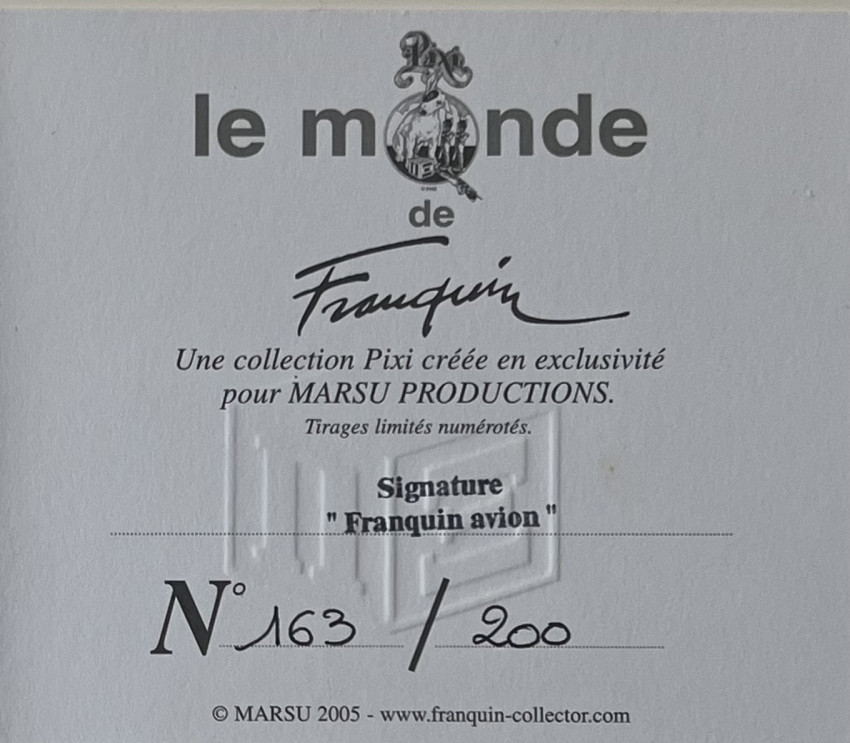 Pixi
le monde
de
Franquin
Une collection Pixi créée en exclusivité
pour MARSU PRODUCTIONS.
Tirages limités numérotés.
Signature
" Franquin avion "
N° 163 / 200
© MARSU 2005 - www.franquin-collector.com